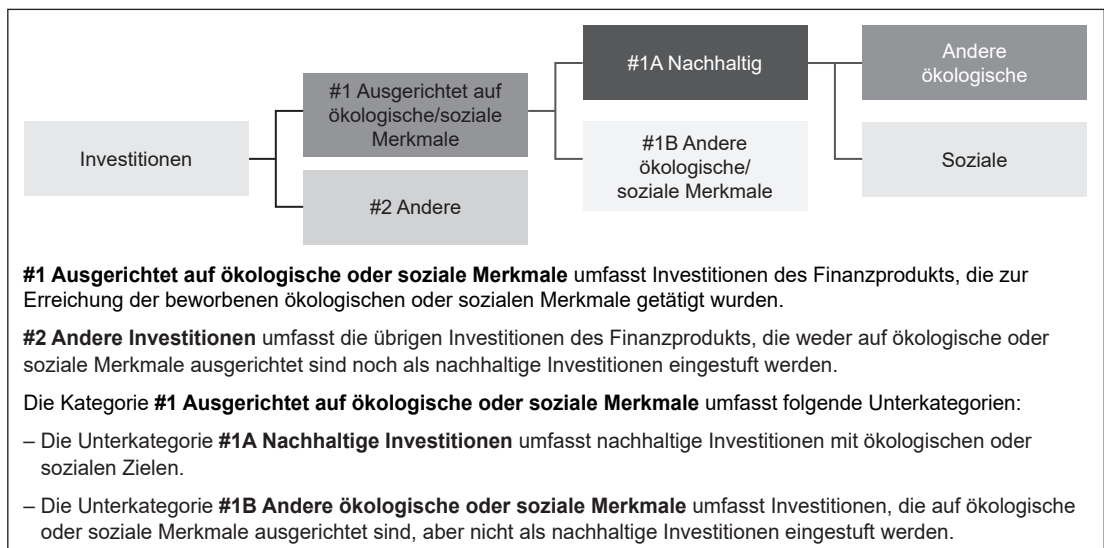 Investitionen
#1 Ausgerichtet auf
ökologische/soziale
Merkmale
#2 Andere
#1A Nachhaltig
#1B Andere
ökologische/
soziale Merkmale
Andere
ökologische
Soziale
#1 Ausgerichtet auf ökologische oder soziale Merkmale umfasst Investitionen des Finanzprodukts, die zur
Erreichung der beworbenen ökologischen oder sozialen Merkmale getätigt wurden.
#2 Andere Investitionen umfasst die übrigen Investitionen des Finanzprodukts, die weder auf ökologische oder
soziale Merkmale ausgerichtet sind noch als nachhaltige Investitionen eingestuft werden.
Die Kategorie #1 Ausgerichtet auf ökologische oder soziale Merkmale umfasst folgende Unterkategorien:
– Die Unterkategorie #1A Nachhaltige Investitionen umfasst nachhaltige Investitionen mit ökologischen oder
sozialen Zielen.
– Die Unterkategorie #1B Andere ökologische oder soziale Merkmale umfasst Investitionen, die auf ökologische
oder soziale Merkmale ausgerichtet sind, aber nicht als nachhaltige Investitionen eingestuft werden.